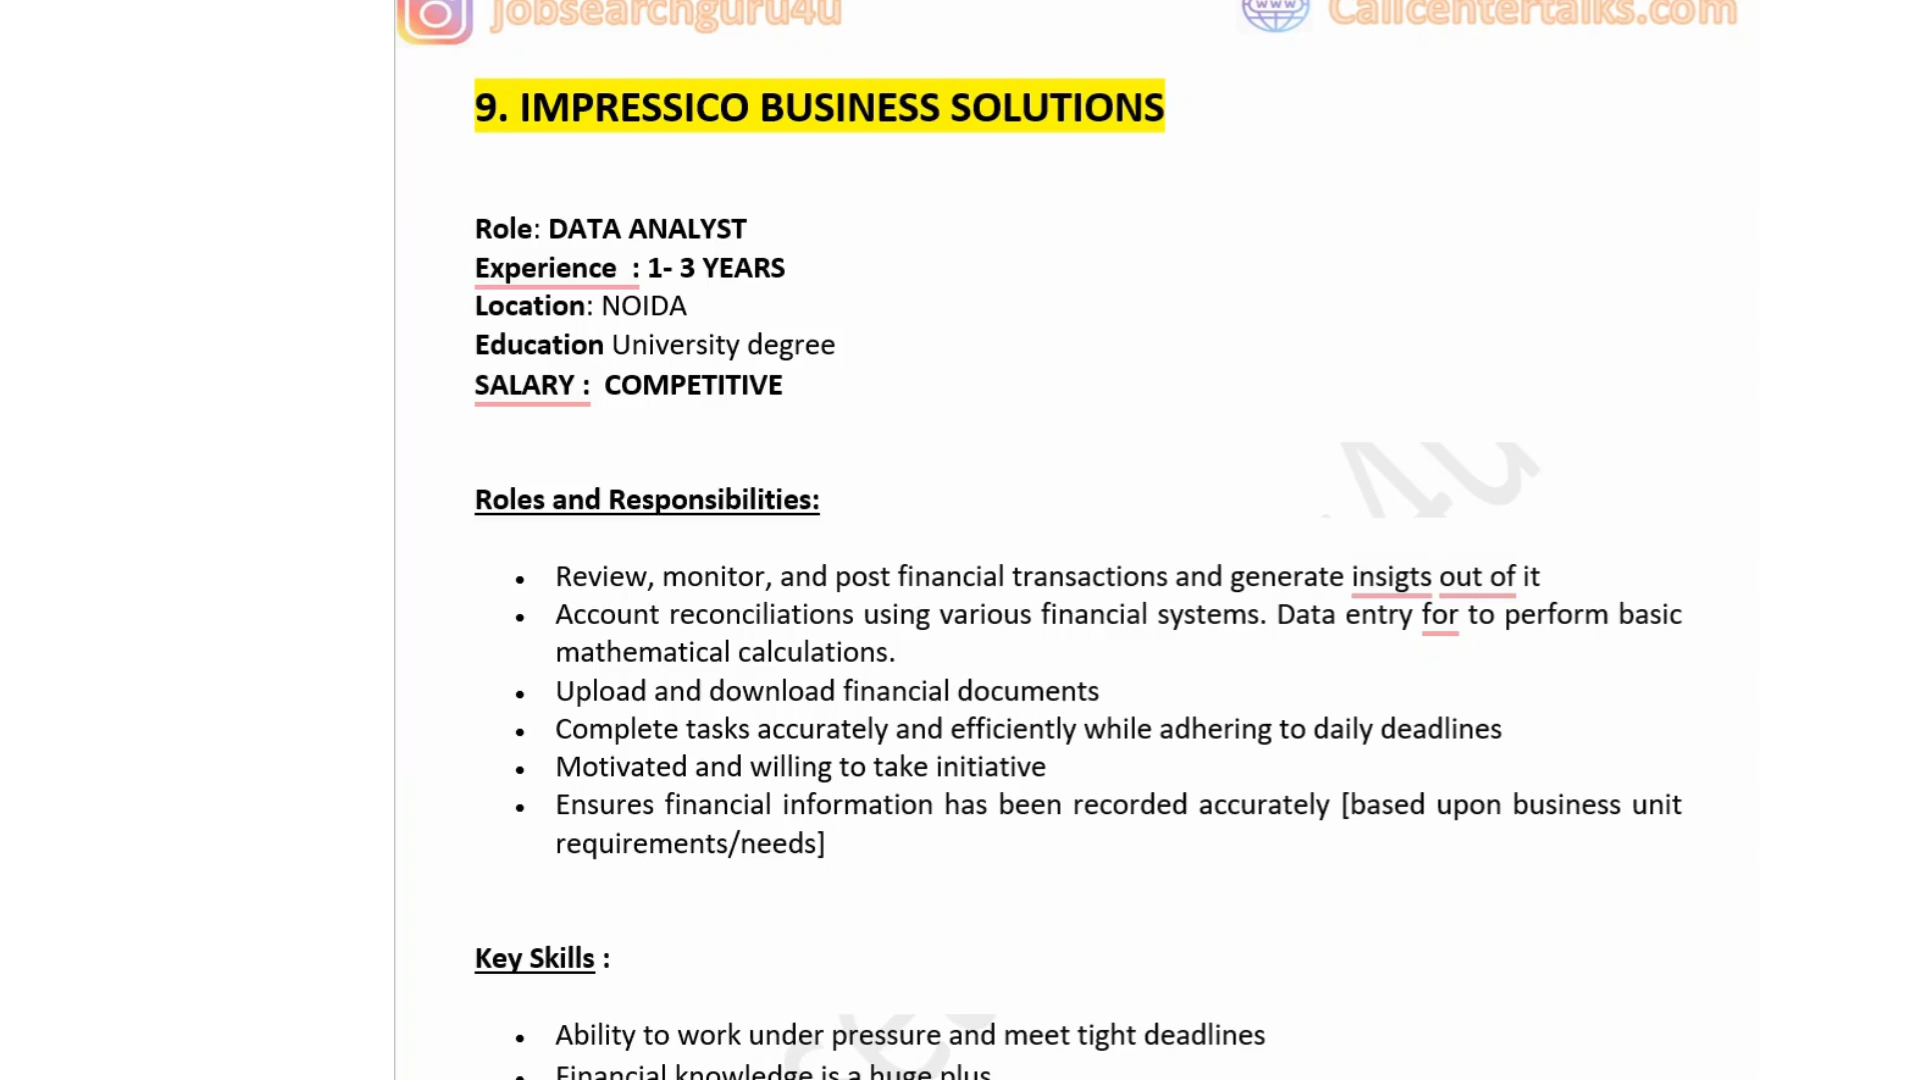 jobsearchguru4u
www Callcentertalks.com
9. IMPRESSICO BUSINESS SOLUTIONS
Role: DATA ANALYST
Experience : 1- 3 YEARS
Location: NOIDA
Education University degree
SALARY : COMPETITIVE
Roles and Responsibilities:
• Review, monitor, and post financial transactions and generate insigts out of it
• Account reconciliations using various financial systems. Data entry for to perform basic
mathematical calculations.
• Upload and download financial documents
• Complete tasks accurately and efficiently while adhering to daily deadlines
• Motivated and willing to take initiative
• Ensures financial information has been recorded accurately [based upon business unit
requirements/needs]
Key Skills :
• Ability to work under pressure and meet tight deadlines
• Financial knowledge is a huge plus